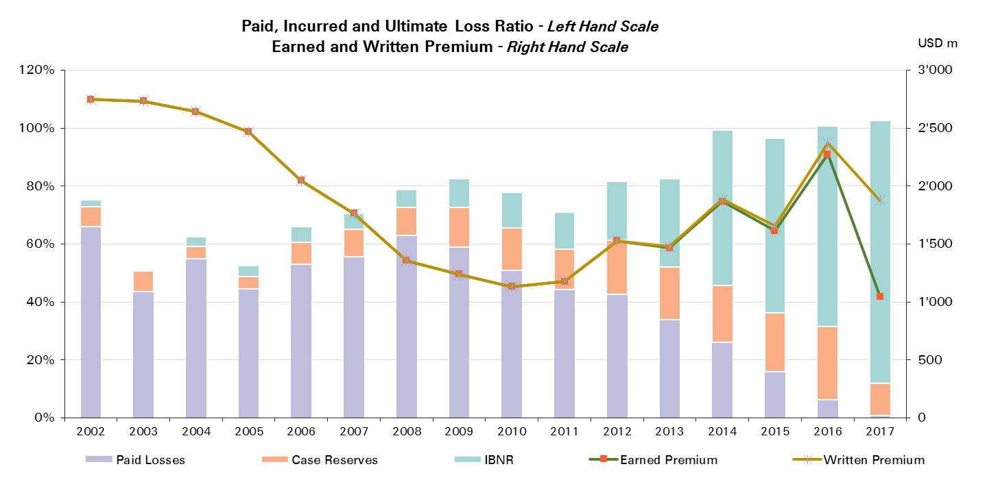 Paid, Incurred and Ultimate Loss Ratio - Left Hand Scale
Earned and Written Premium - Right Hand Scale
USD m
120%
100%
80%
60%
40%
20%
0%
3'000
2'500
2'000
1'500
1'000
500
0
2002 2003 2004 2005 2006 2007 2008 2009 2010 2011 2012 2013 2014 2015 2016 2017
Paid Losses Case Reserves IBNR Earned Premium Written Premium